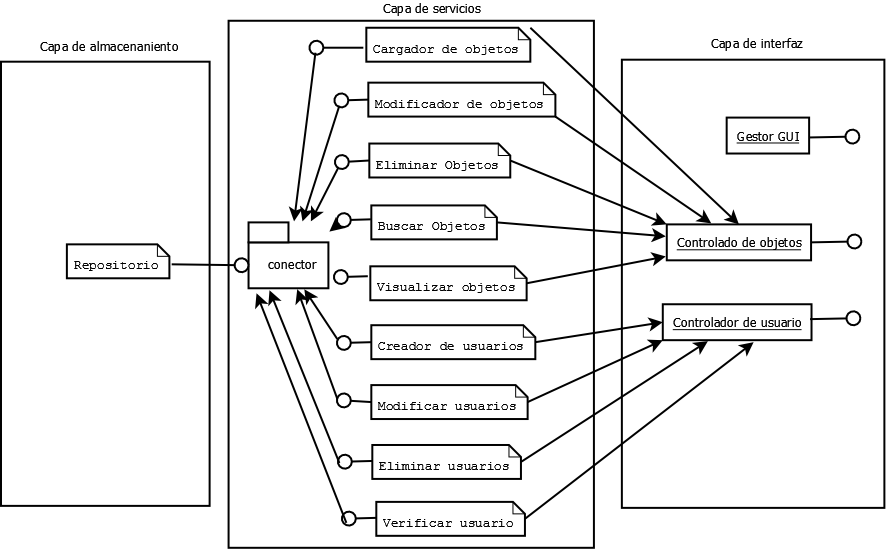 Capa de almacenaniento
Repositorio
Capa de servicios
Cargador de objetos
Modificador de objetos
Eliminar Objetos
Buscar Objetos
conector
Visualizar objetos
Creador de usuarios
Modificar usuarios
Eliminar usuarios
Verificar usuario
Capa de interfaz
Gestor GUI
Controlado de objetos
Controlador de usuario